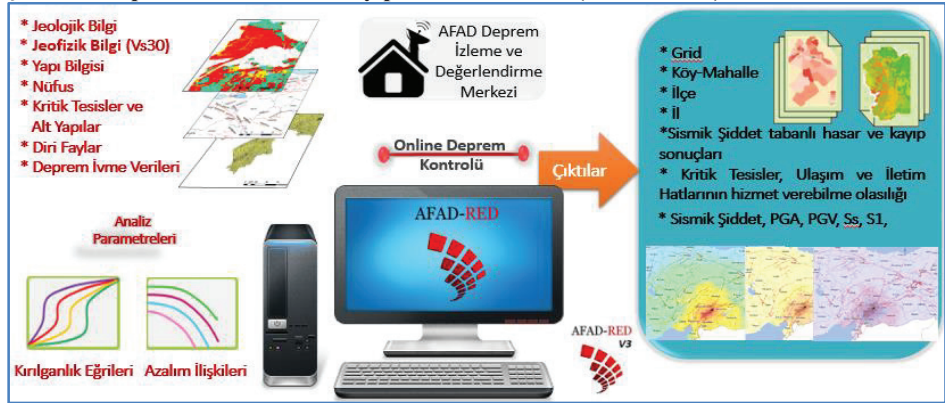 * Jeolojik Bilgi
* Jeofizik Bilgi (Vs30)
* Yapı Bilgisi
* Nüfus
* Kritik Tesisler ve
Alt Yapılar
* Diri Faylar
* Deprem İvme Verileri
AFAD Deprem
İzleme ve
Değerlendirme
Merkezi
Online Deprem
Kontrolü
Analiz
Parametreleri
Kırılganlık Eğrileri
Azalım İlişkileri
AFAD-RED
AFAD-RED
V3
Çıktılar
* Grid
* Köy-Mahalle
* İlçe
* İl
*Sismik Şiddet tabanlı hasar ve kayıp
sonuçları
* Kritik Tesisler, Ulaşım ve İletim
Hatlarının hizmet verebilme olasılığı
* Sismik Şiddet, PGA, PGV, Ss, S1,